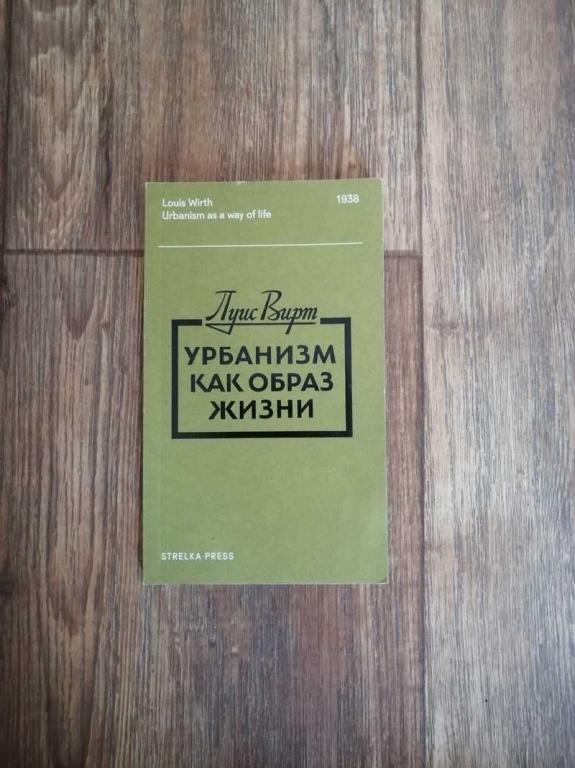 Louis Wirth 1938
Urbanism as a way of life
Луис Вирт
УРБАНИЗМ
КАК ОБРАЗ
ЖИЗНИ
STRELKA PRESS